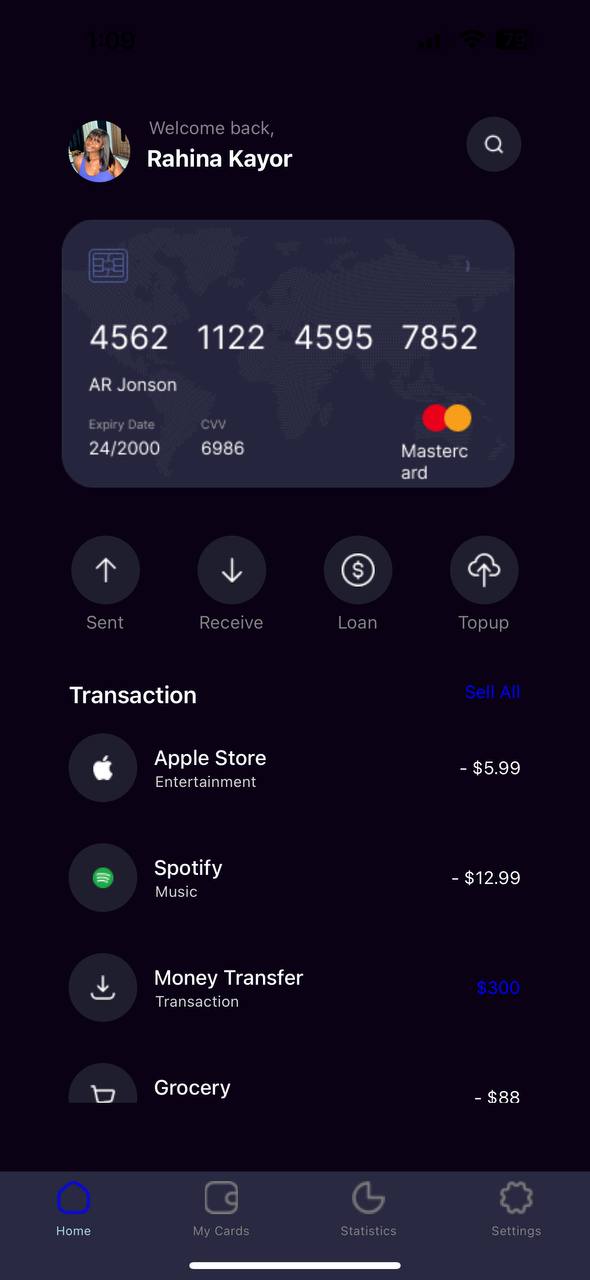 1:09
79
Welcome back,
Rahina Kayor
4562 1122 4595 7852
AR Jonson
Expiry Date CVV
24/2000 6986
Masterc
ard
Sent Receive Loan Topup
Transaction Sell All
Apple Store
Entertainment
- $5.99
Spotify
Music
- $12.99
Money Transfer
Transaction
$300
Grocery
- $88
Home My Cards Statistics Settings